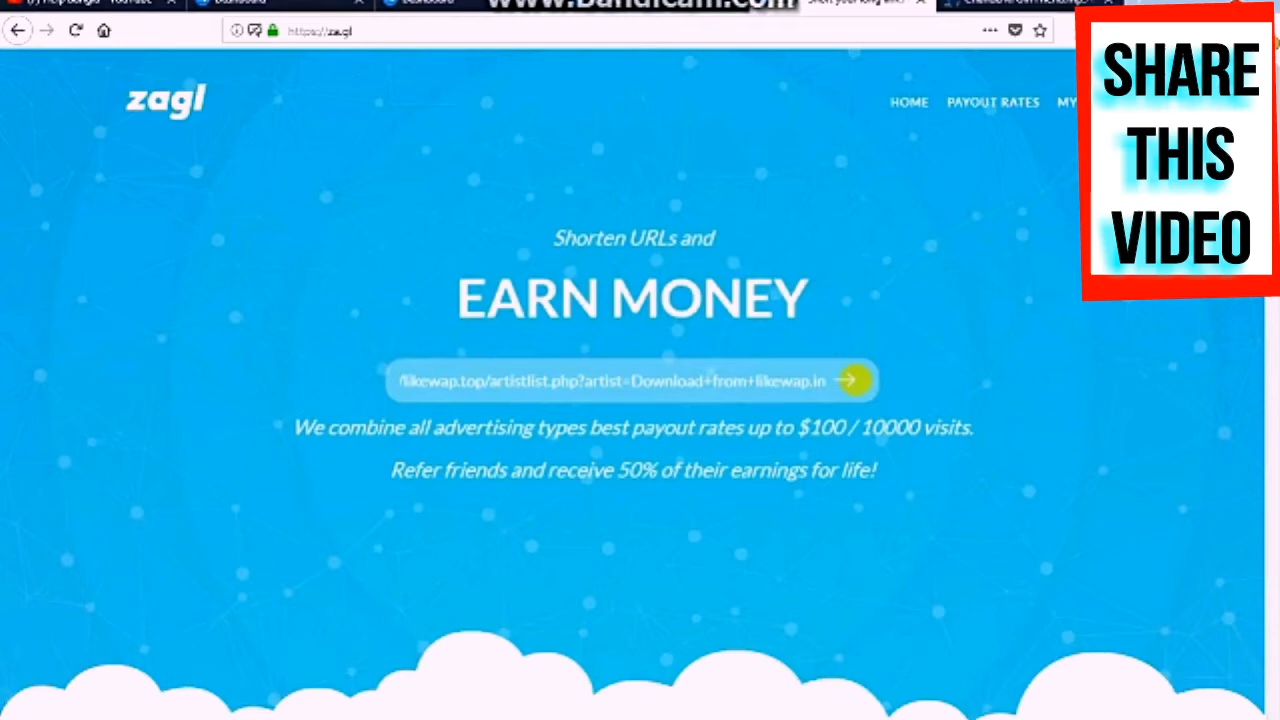 www.Bandicam.com
https://za.gl
zagl
HOME PAYOUT RATES MY
SHARE
THIS
VIDEO
Shorten URLs and
EARN MONEY
/likewap.top/artistlist.php?artist=Download+from+likewap.in
We combine all advertising types best payout rates up to $100 / 10000 visits.
Refer friends and receive 50% of their earnings for life!